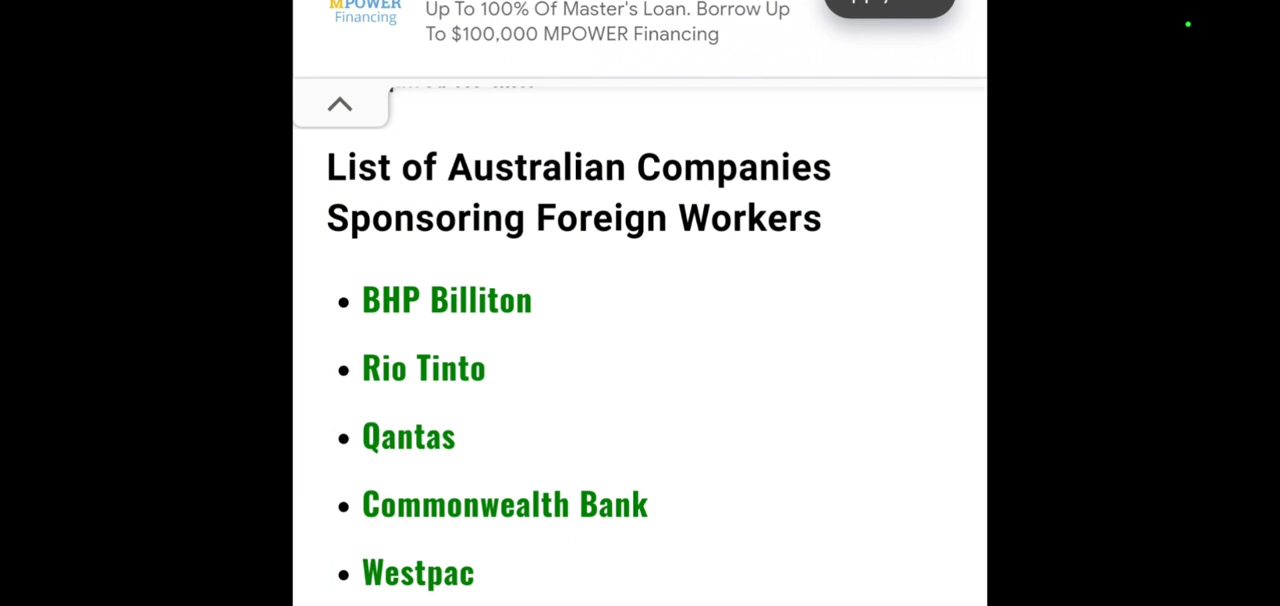 MPOWER
Financing
Up To 100% Of Master's Loan. Borrow Up
To $100,000 MPOWER Financing
List of Australian Companies
Sponsoring Foreign Workers
• BHP Billiton
• Rio Tinto
• Qantas
• Commonwealth Bank
• Westpac